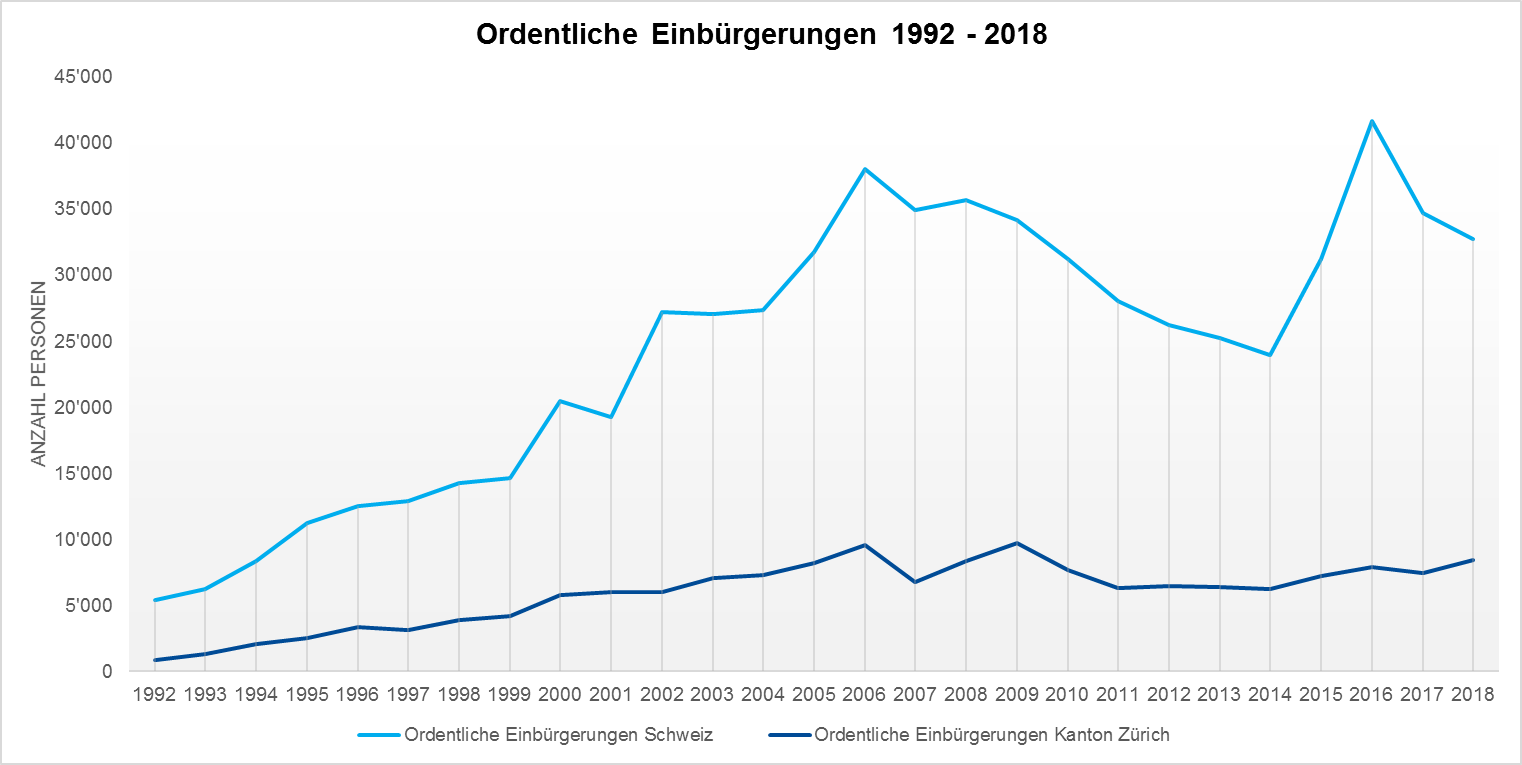 Ordentliche Einbürgerungen 1992 - 2018
45'000
40'000
35'000
30'000
25'000
20'000
15'000
10'000
5'000
0
ANZAHL PERSONEN
1992 1993 1994 1995 1996 1997 1998 1999 2000 2001 2002 2003 2004 2005 2006 2007 2008 2009 2010 2011 2012 2013 2014 2015 2016 2017 2018
Ordentliche Einbürgerungen Schweiz Ordentliche Einbürgerungen Kanton Zürich